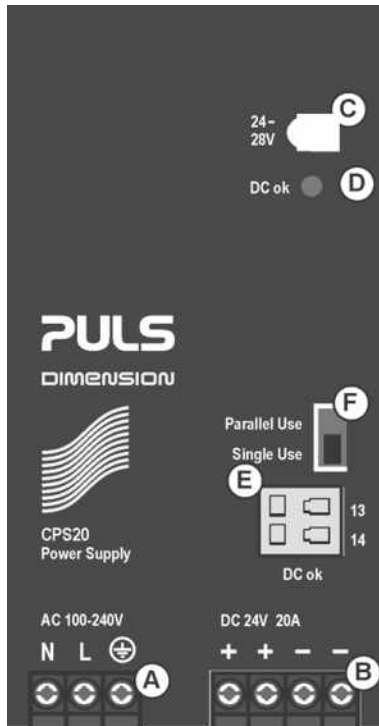 C
24–
28V
DC ok
D
PULS
DIMENSION
F
Parallel Use
Single Use
E
13
14
CPS20
Power Supply
DC ok
AC 100-240V
DC 24V 20A
N L
+ + – –
A
B